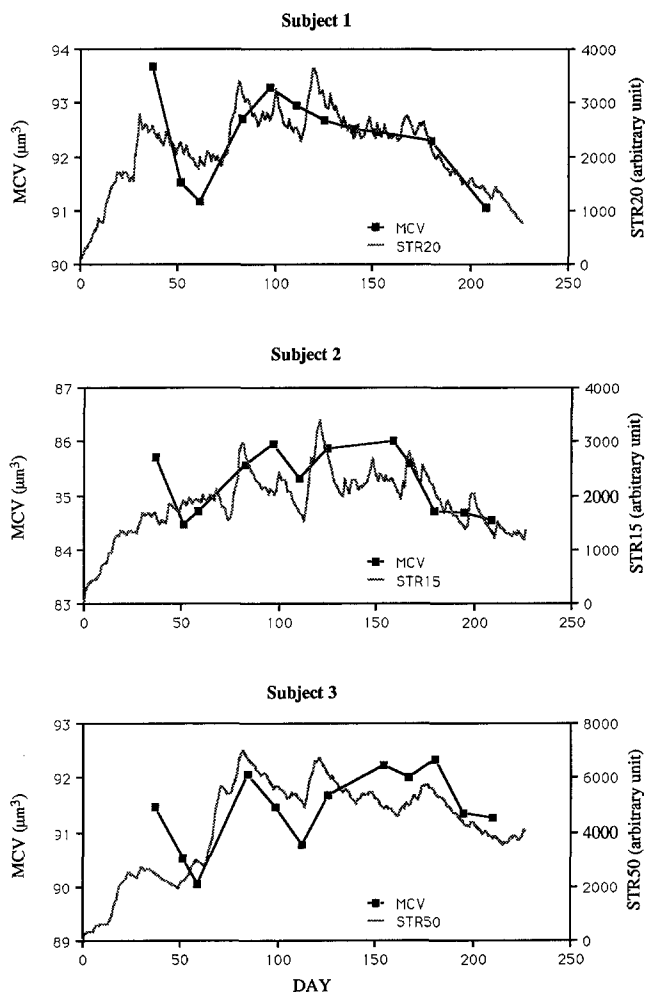 Subject 1
MCV (μm³)
94
93
92
91
90
4000
3000
2000
1000
0
STR20 (arbitrary unit)
MCV
STR20
0 50 100 150 200 250
Subject 2
MCV (μm³)
87
86
85
84
83
4000
3000
2000
1000
0
STR15 (arbitrary unit)
MCV
STR15
0 50 100 150 200 250
Subject 3
MCV (μm³)
93
92
91
90
89
8000
6000
4000
2000
0
STR50 (arbitrary unit)
MCV
STR50
0 50 100 150 200 250
DAY